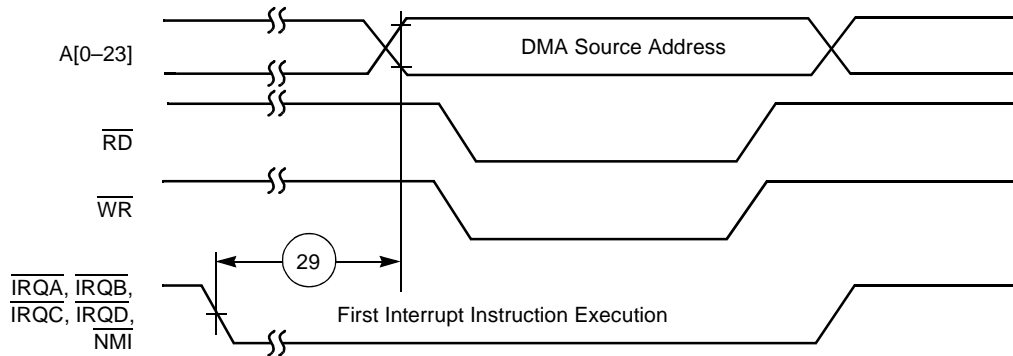 A[0–23]
DMA Source Address
RD
WR
29
IRQA, IRQB,
IRQC, IRQD,
NMI
First Interrupt Instruction Execution